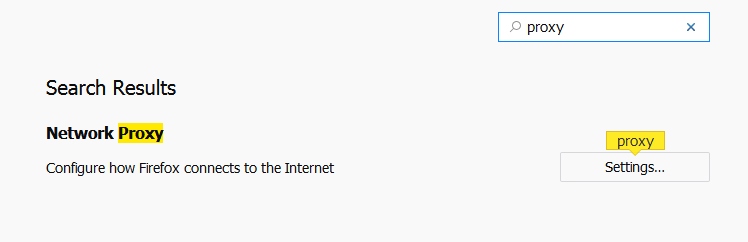 proxy
Search Results
Network Proxy
proxy
Configure how Firefox connects to the Internet
Settings...